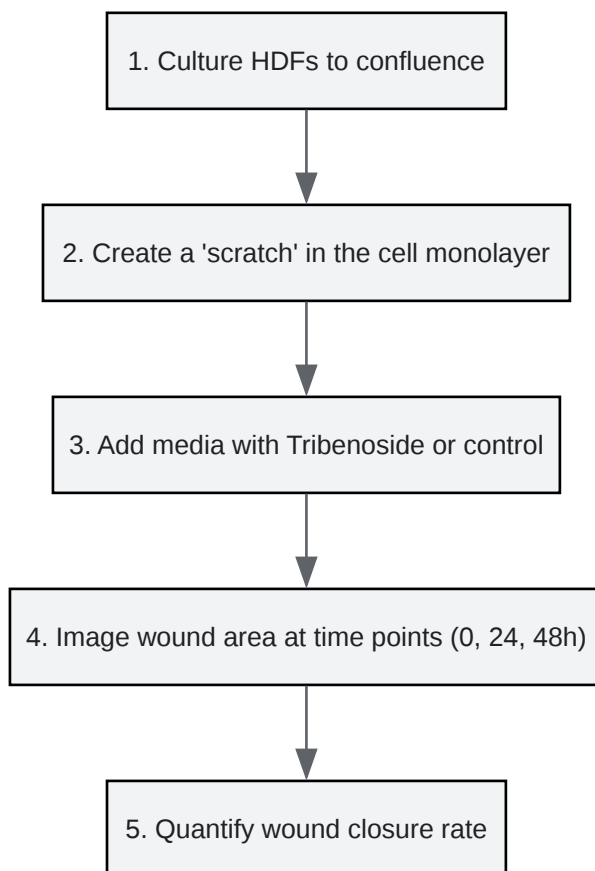 1. Culture HDFs to confluence
2. Create a 'scratch' in the cell monolayer
3. Add media with Tribenoside or control
4. Image wound area at time points (0, 24, 48h)
5. Quantify wound closure rate